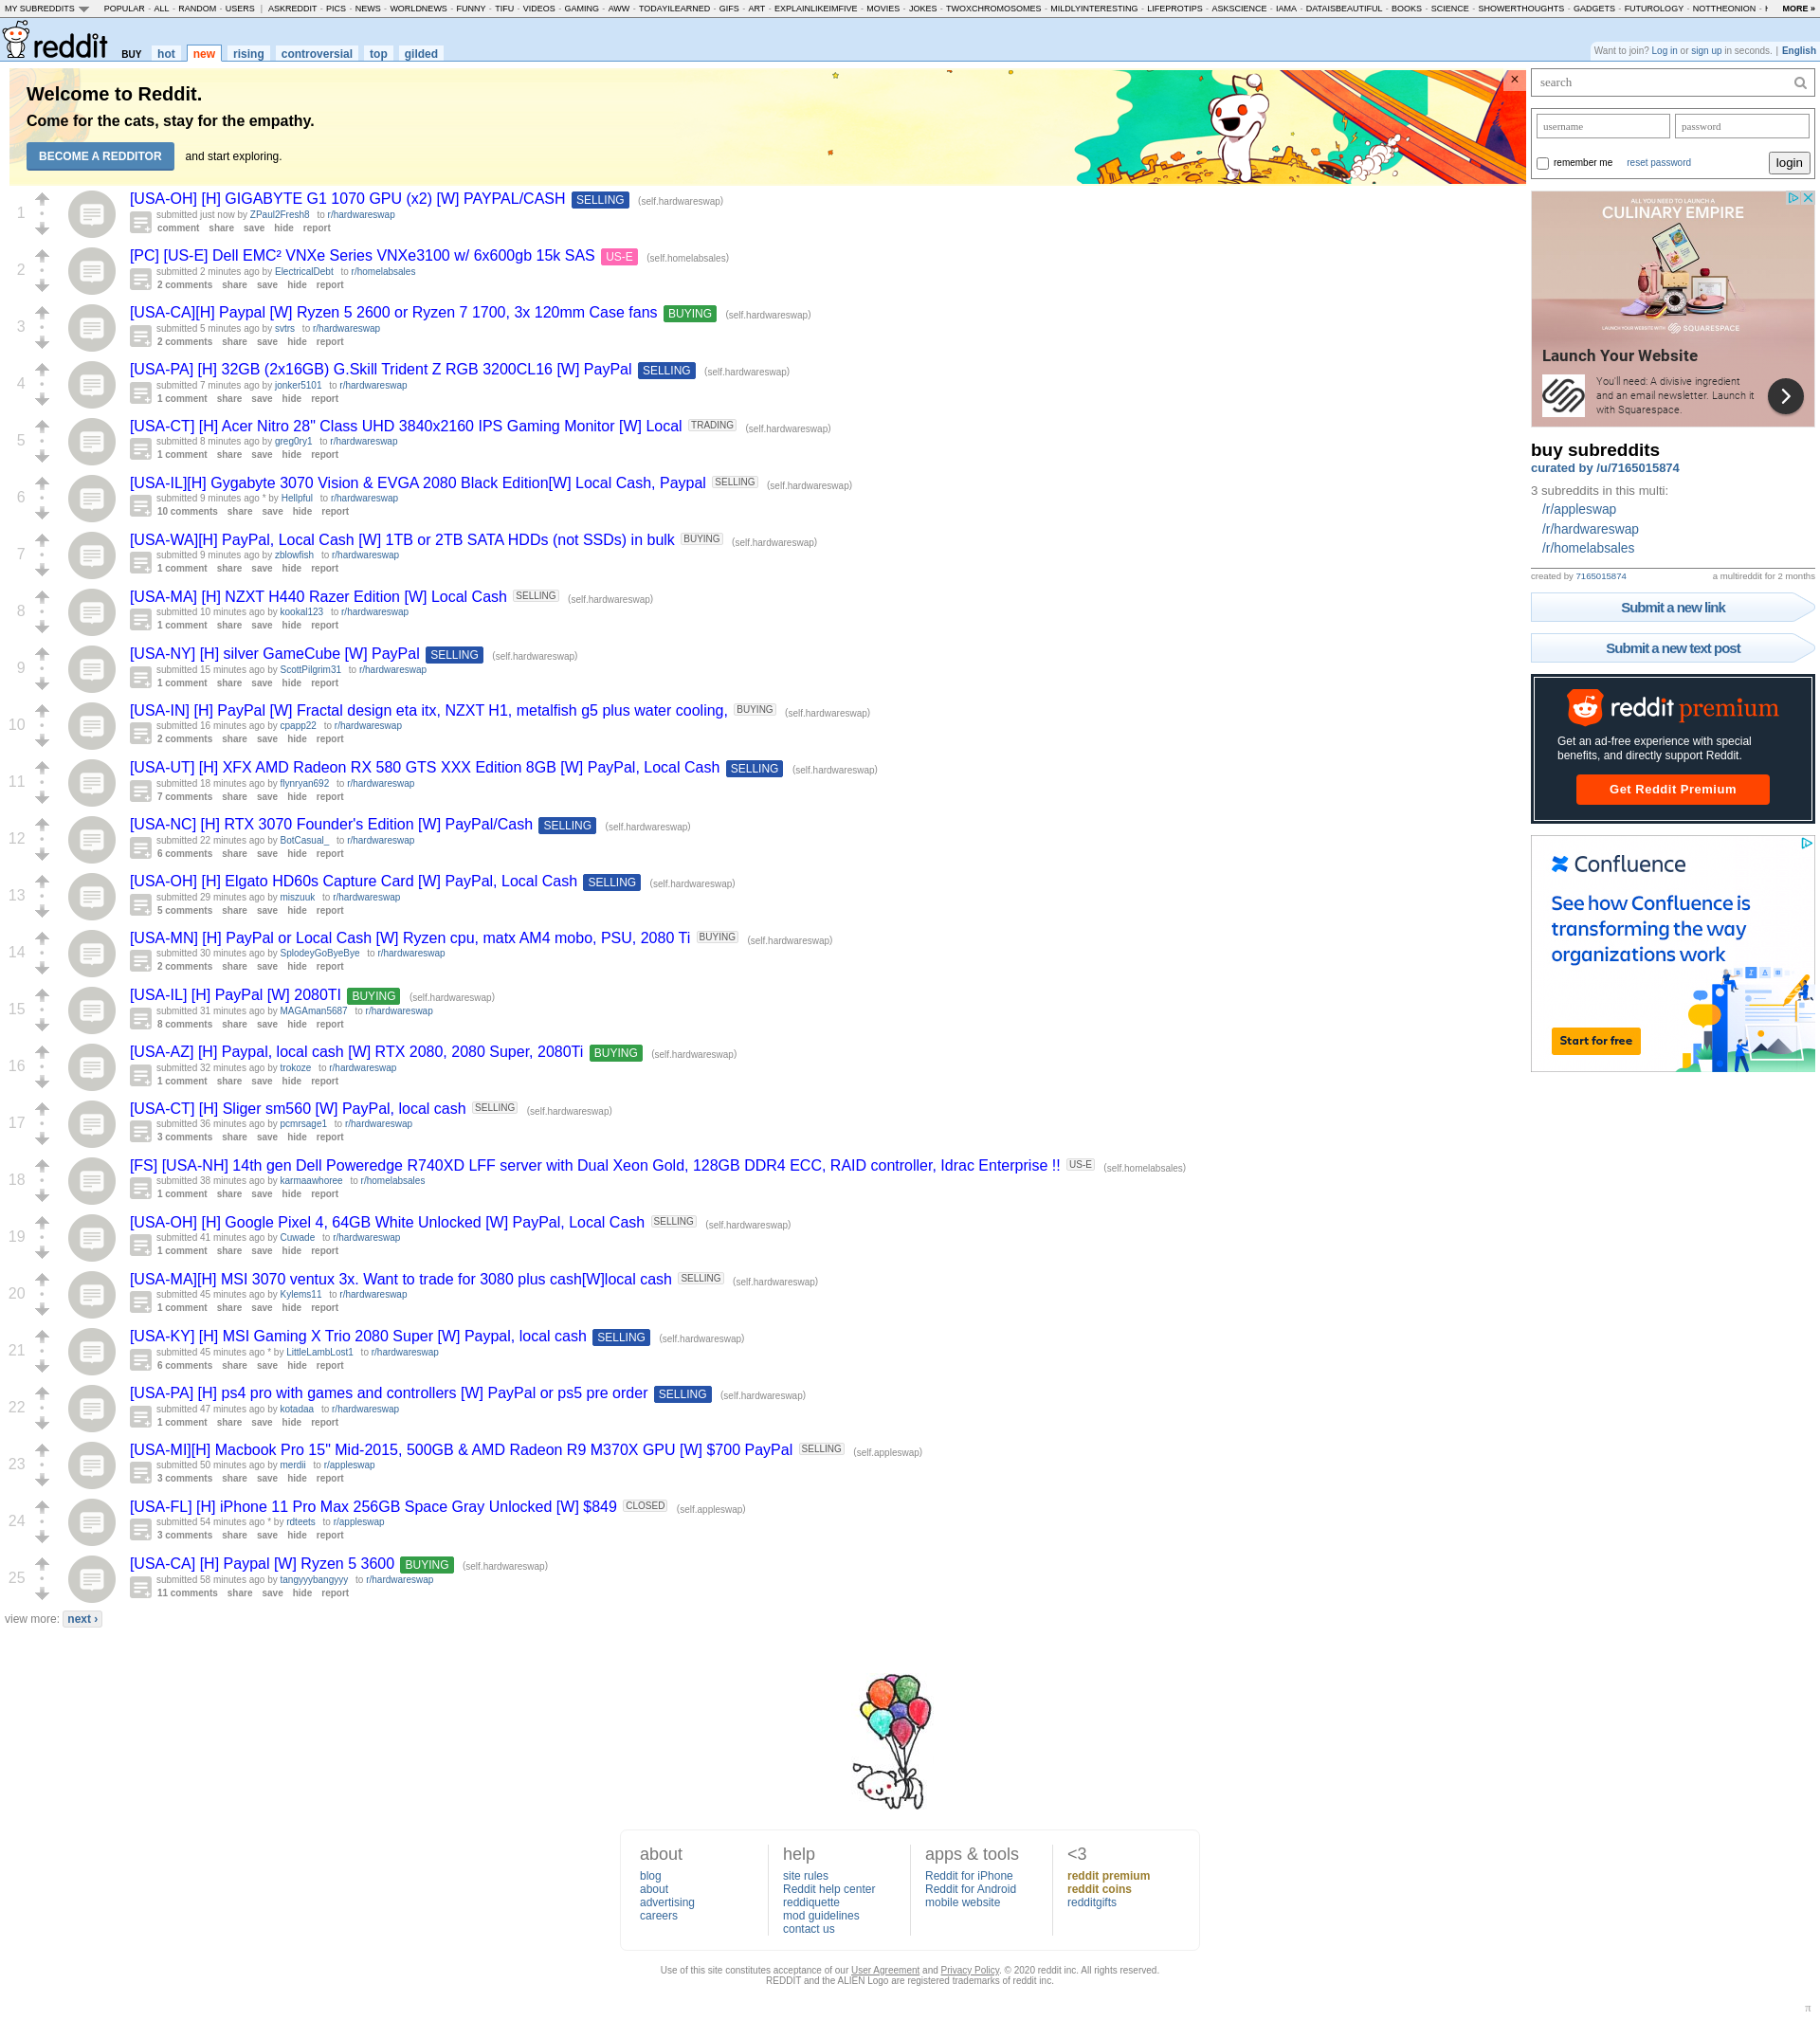 MY SUBREDDITS POPULAR - ALL - RANDOM - USERS | ASKREDDIT - PICS - NEWS - WORLDNEWS - FUNNY - TIFU - VIDEOS - GAMING - AWW - TODAYILEARNED - GIFS - ART - EXPLAINLIKEIMFIVE - MOVIES - JOKES - TWOXCHROMOSOMES - MILDLYINTERESTING - LIFEPROTIPS - ASKSCIENCE - IAMA - DATAISBEAUTIFUL - BOOKS - SCIENCE - SHOWERTHOUGHTS - GADGETS - FUTUROLOGY - NOTTHEONION - MORE »
reddit BUY hot new rising controversial top gilded
Want to join? Log in or sign up in seconds. | English
Welcome to Reddit.
Come for the cats, stay for the empathy.
BECOME A REDDITOR and start exploring.
×
1
[USA-OH] [H] GIGABYTE G1 1070 GPU (x2) [W] PAYPAL/CASH SELLING (self.hardwareswap)
submitted just now by ZPaul2Fresh8 to r/hardwareswap
comment share save hide report
2
[PC] [US-E] Dell EMC² VNXe Series VNXe3100 w/ 6x600gb 15k SAS US-E (self.homelabsales)
submitted 2 minutes ago by ElectricalDebt to r/homelabsales
2 comments share save hide report
3
[USA-CA][H] Paypal [W] Ryzen 5 2600 or Ryzen 7 1700, 3x 120mm Case fans BUYING (self.hardwareswap)
submitted 5 minutes ago by svtrs to r/hardwareswap
2 comments share save hide report
4
[USA-PA] [H] 32GB (2x16GB) G.Skill Trident Z RGB 3200CL16 [W] PayPal SELLING (self.hardwareswap)
submitted 7 minutes ago by jonker5101 to r/hardwareswap
1 comment share save hide report
5
[USA-CT] [H] Acer Nitro 28" Class UHD 3840x2160 IPS Gaming Monitor [W] Local TRADING (self.hardwareswap)
submitted 8 minutes ago by greg0ry1 to r/hardwareswap
1 comment share save hide report
6
[USA-IL][H] Gygabyte 3070 Vision & EVGA 2080 Black Edition[W] Local Cash, Paypal SELLING (self.hardwareswap)
submitted 9 minutes ago * by Hellpful to r/hardwareswap
10 comments share save hide report
7
[USA-WA][H] PayPal, Local Cash [W] 1TB or 2TB SATA HDDs (not SSDs) in bulk BUYING (self.hardwareswap)
submitted 9 minutes ago by zblowfish to r/hardwareswap
1 comment share save hide report
8
[USA-MA] [H] NZXT H440 Razer Edition [W] Local Cash SELLING (self.hardwareswap)
submitted 10 minutes ago by kookal123 to r/hardwareswap
1 comment share save hide report
9
[USA-NY] [H] silver GameCube [W] PayPal SELLING (self.hardwareswap)
submitted 15 minutes ago by ScottPilgrim31 to r/hardwareswap
1 comment share save hide report
10
[USA-IN] [H] PayPal [W] Fractal design eta itx, NZXT H1, metalfish g5 plus water cooling, BUYING (self.hardwareswap)
submitted 16 minutes ago by cpapp22 to r/hardwareswap
2 comments share save hide report
11
[USA-UT] [H] XFX AMD Radeon RX 580 GTS XXX Edition 8GB [W] PayPal, Local Cash SELLING (self.hardwareswap)
submitted 18 minutes ago by flynryan692 to r/hardwareswap
7 comments share save hide report
12
[USA-NC] [H] RTX 3070 Founder's Edition [W] PayPal/Cash SELLING (self.hardwareswap)
submitted 22 minutes ago by BotCasual_ to r/hardwareswap
6 comments share save hide report
13
[USA-OH] [H] Elgato HD60s Capture Card [W] PayPal, Local Cash SELLING (self.hardwareswap)
submitted 29 minutes ago by miszuuk to r/hardwareswap
5 comments share save hide report
14
[USA-MN] [H] PayPal or Local Cash [W] Ryzen cpu, matx AM4 mobo, PSU, 2080 Ti BUYING (self.hardwareswap)
submitted 30 minutes ago by SplodeyGoByeBye to r/hardwareswap
2 comments share save hide report
15
[USA-IL] [H] PayPal [W] 2080TI BUYING (self.hardwareswap)
submitted 31 minutes ago by MAGAman5687 to r/hardwareswap
8 comments share save hide report
16
[USA-AZ] [H] Paypal, local cash [W] RTX 2080, 2080 Super, 2080Ti BUYING (self.hardwareswap)
submitted 32 minutes ago by trokoze to r/hardwareswap
1 comment share save hide report
17
[USA-CT] [H] Sliger sm560 [W] PayPal, local cash SELLING (self.hardwareswap)
submitted 36 minutes ago by pcmrsage1 to r/hardwareswap
3 comments share save hide report
18
[FS] [USA-NH] 14th gen Dell Poweredge R740XD LFF server with Dual Xeon Gold, 128GB DDR4 ECC, RAID controller, Idrac Enterprise !! US-E (self.homelabsales)
submitted 38 minutes ago by karmaawhoree to r/homelabsales
1 comment share save hide report
19
[USA-OH] [H] Google Pixel 4, 64GB White Unlocked [W] PayPal, Local Cash SELLING (self.hardwareswap)
submitted 41 minutes ago by Cuwade to r/hardwareswap
1 comment share save hide report
20
[USA-MA][H] MSI 3070 ventux 3x. Want to trade for 3080 plus cash[W]local cash SELLING (self.hardwareswap)
submitted 45 minutes ago by Kylems11 to r/hardwareswap
1 comment share save hide report
21
[USA-KY] [H] MSI Gaming X Trio 2080 Super [W] Paypal, local cash SELLING (self.hardwareswap)
submitted 45 minutes ago * by LittleLambLost1 to r/hardwareswap
6 comments share save hide report
22
[USA-PA] [H] ps4 pro with games and controllers [W] PayPal or ps5 pre order SELLING (self.hardwareswap)
submitted 47 minutes ago by kotadaa to r/hardwareswap
1 comment share save hide report
23
[USA-MI][H] Macbook Pro 15" Mid-2015, 500GB & AMD Radeon R9 M370X GPU [W] $700 PayPal SELLING (self.appleswap)
submitted 50 minutes ago by merdii to r/appleswap
3 comments share save hide report
24
[USA-FL] [H] iPhone 11 Pro Max 256GB Space Gray Unlocked [W] $849 CLOSED (self.appleswap)
submitted 54 minutes ago * by rdteets to r/appleswap
3 comments share save hide report
25
[USA-CA] [H] Paypal [W] Ryzen 5 3600 BUYING (self.hardwareswap)
submitted 58 minutes ago by tangyyybangyyy to r/hardwareswap
11 comments share save hide report
view more: next ›
search
username password
remember me reset password login
ALL YOU NEED TO LAUNCH A
CULINARY EMPIRE
LAUNCH YOUR WEBSITE WITH SQUARESPACE
Launch Your Website
You'll need: A divisive ingredient
and an email newsletter. Launch it
with Squarespace.
buy subreddits
curated by /u/7165015874
3 subreddits in this multi:
/r/appleswap
/r/hardwareswap
/r/homelabsales
created by 7165015874 a multireddit for 2 months
Submit a new link
Submit a new text post
reddit premium
Get an ad-free experience with special
benefits, and directly support Reddit.
Get Reddit Premium
Confluence
See how Confluence is
transforming the way
organizations work
Start for free
about
blog
about
advertising
careers
help
site rules
Reddit help center
reddiquette
mod guidelines
contact us
apps & tools
Reddit for iPhone
Reddit for Android
mobile website
<3
reddit premium
reddit coins
redditgifts
Use of this site constitutes acceptance of our User Agreement and Privacy Policy. © 2020 reddit inc. All rights reserved.
REDDIT and the ALIEN Logo are registered trademarks of reddit inc.
π